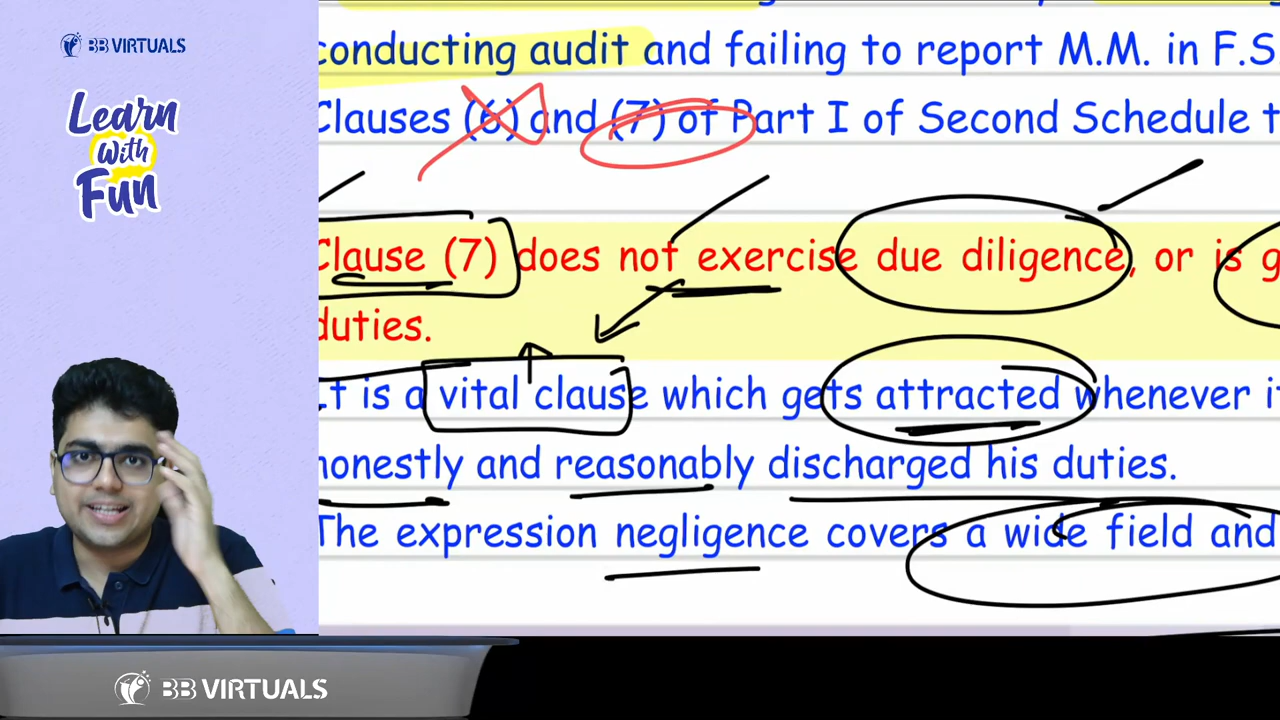 BB VIRTUALS
Learn
With
Fun
conducting audit and failing to report M.M. in F.S.
Clauses (6) and (7) of Part I of Second Schedule t
Clause (7) does not exercise due diligence, or is g
duties.
It is a vital clause which gets attracted whenever i
honestly and reasonably discharged his duties.
The expression negligence covers a wide field and
BB VIRTUALS